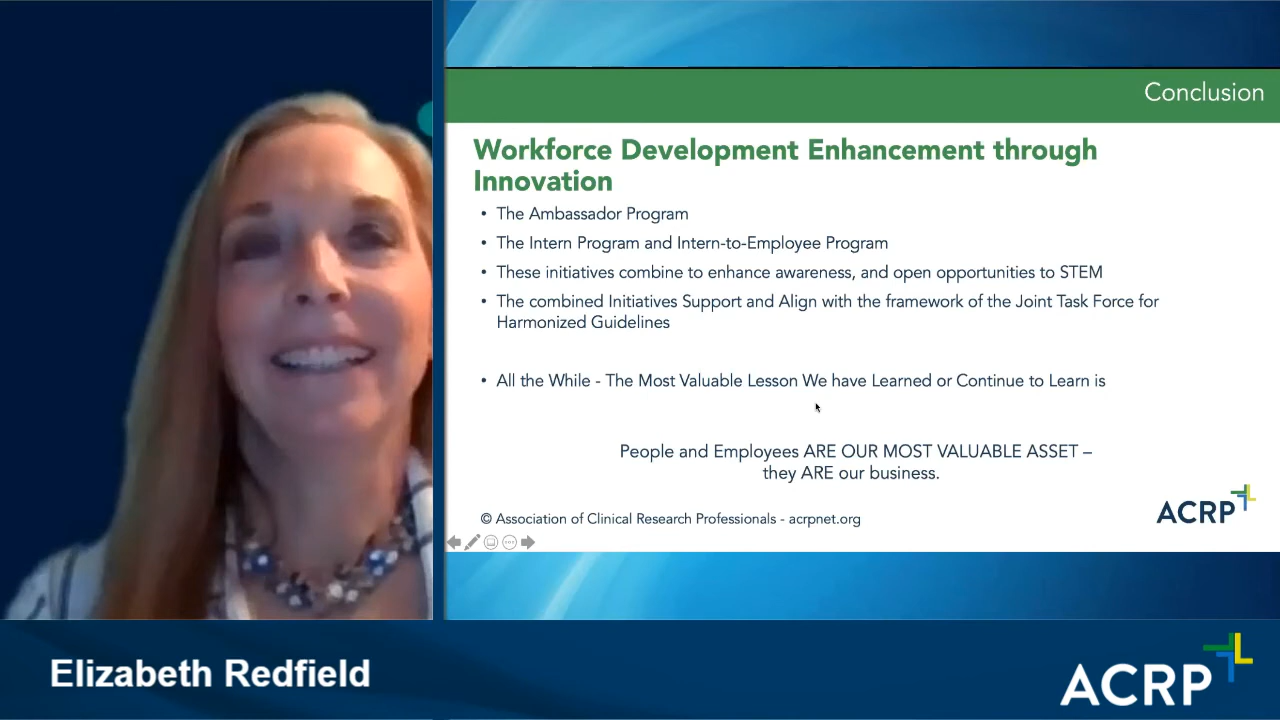 Conclusion
Workforce Development Enhancement through
Innovation
• The Ambassador Program
• The Intern Program and Intern-to-Employee Program
• These initiatives combine to enhance awareness, and open opportunities to STEM
• The combined Initiatives Support and Align with the framework of the Joint Task Force for
Harmonized Guidelines
• All the While - The Most Valuable Lesson We have Learned or Continue to Learn is
People and Employees ARE OUR MOST VALUABLE ASSET –
they ARE our business.
© Association of Clinical Research Professionals - acrpnet.org
ACRP
Elizabeth Redfield
ACRP